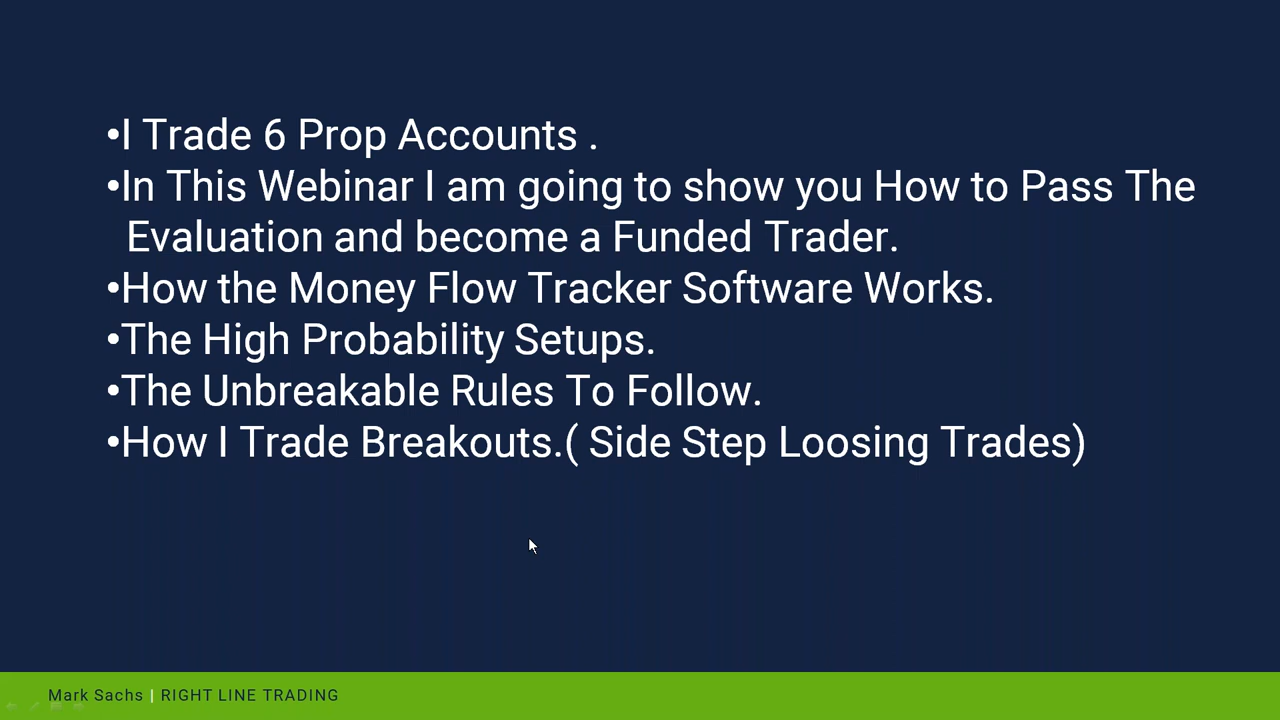 •I Trade 6 Prop Accounts .
•In This Webinar I am going to show you How to Pass The
Evaluation and become a Funded Trader.
•How the Money Flow Tracker Software Works.
•The High Probability Setups.
•The Unbreakable Rules To Follow.
•How I Trade Breakouts.( Side Step Loosing Trades)
Mark Sachs | RIGHT LINE TRADING